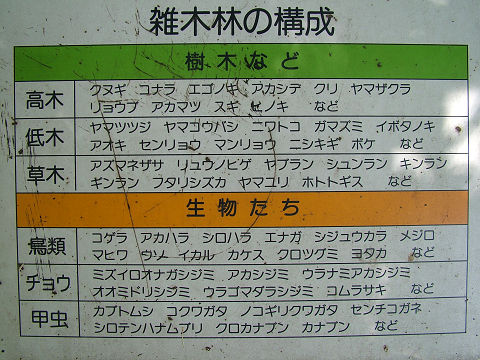 雑木林の構成
樹木など
高木 クヌギ コナラ エゴノキ アカシデ クリ ヤマザクラ
リョウブ アカマツ スギ ヒノキ など
低木 ヤマツツジ ヤマコウバシ ニワトコ ガマズミ イボタノキ
アオキ センリョウ マンリョウ ニシキギ ボケ など
草木 アズマネザサ リュウノヒゲ ヤブラン シュンラン キンラン
ギンラン フタリシズカ ヤマユリ ホトトギス など
生物たち
鳥類 コゲラ アカハラ シロハラ エナガ シジュウカラ メジロ
マヒワ ウソ イカル カケス クロツグミ ヨタカ など
チョウ ミズイロオナガシジミ アカシジミ ウラナミアカシジミ
オオミドリシジミ ウラゴマダラシジミ コムラサキ など
甲虫 カブトムシ コクワガタ ノコギリクワガタ センチコガネ
シロテンハナムブリ クロカナブン カナブン など